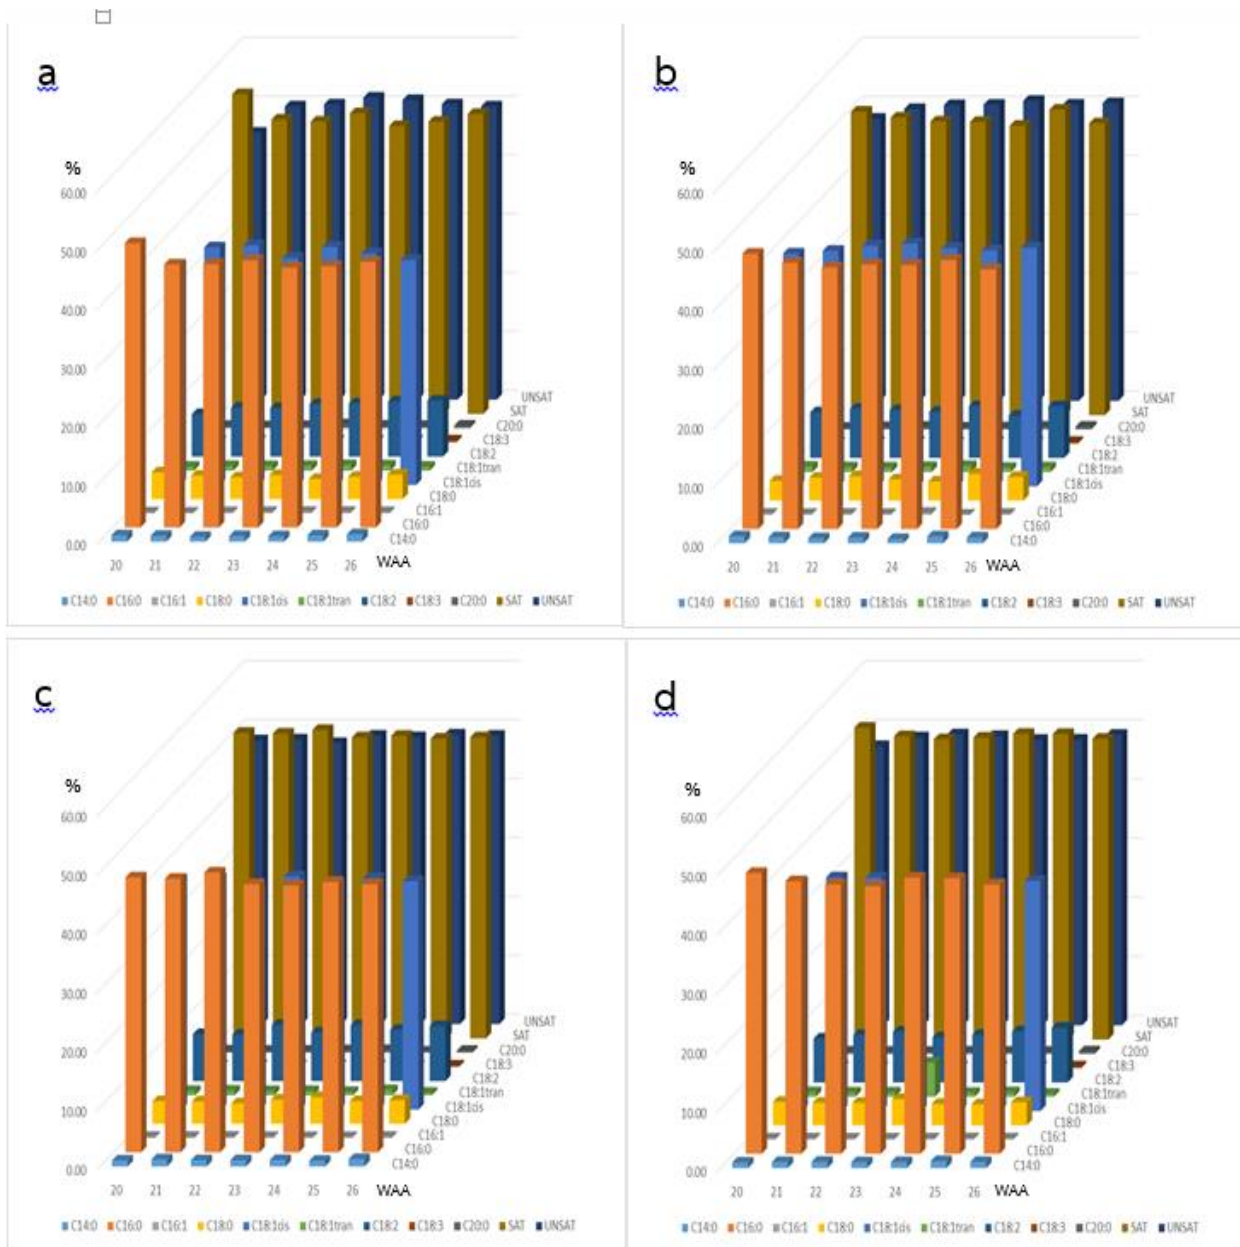 a
%
60.00
50.00
40.00
30.00
20.00
10.00
0.00
UNSAT
SAT
C20:0
C18:3
C18:2
C18:1tran
C18:1cis
C18:0
C16:1
C16:0
C14:0
20 21 22 23 24 25 26 WAA
C14:0 C16:0 C16:1 C18:0 C18:1cis C18:1tran C18:2 C18:3 C20:0 SAT UNSAT
b
%
60.00
50.00
40.00
30.00
20.00
10.00
0.00
UNSAT
SAT
C20:0
C18:3
C18:2
C18:1tran
C18:1cis
C18:0
C16:1
C16:0
C14:0
20 21 22 23 24 25 26 WAA
C14:0 C16:0 C16:1 C18:0 C18:1cis C18:1tran C18:2 C18:3 C20:0 SAT UNSAT
c
%
60.00
50.00
40.00
30.00
20.00
10.00
0.00
UNSAT
SAT
C20:0
C18:3
C18:2
C18:1tran
C18:1cis
C18:0
C16:1
C16:0
C14:0
20 21 22 23 24 25 26 WAA
C14:0 C16:0 C16:1 C18:0 C18:1cis C18:1tran C18:2 C18:3 C20:0 SAT UNSAT
d
%
60.00
50.00
40.00
30.00
20.00
10.00
0.00
UNSAT
SAT
C20:0
C18:3
C18:2
C18:1tran
C18:1cis
C18:0
C16:1
C16:0
C14:0
20 21 22 23 24 25 26 WAA
C14:0 C16:0 C16:1 C18:0 C18:1cis C18:1tran C18:2 C18:3 C20:0 SAT UNSAT